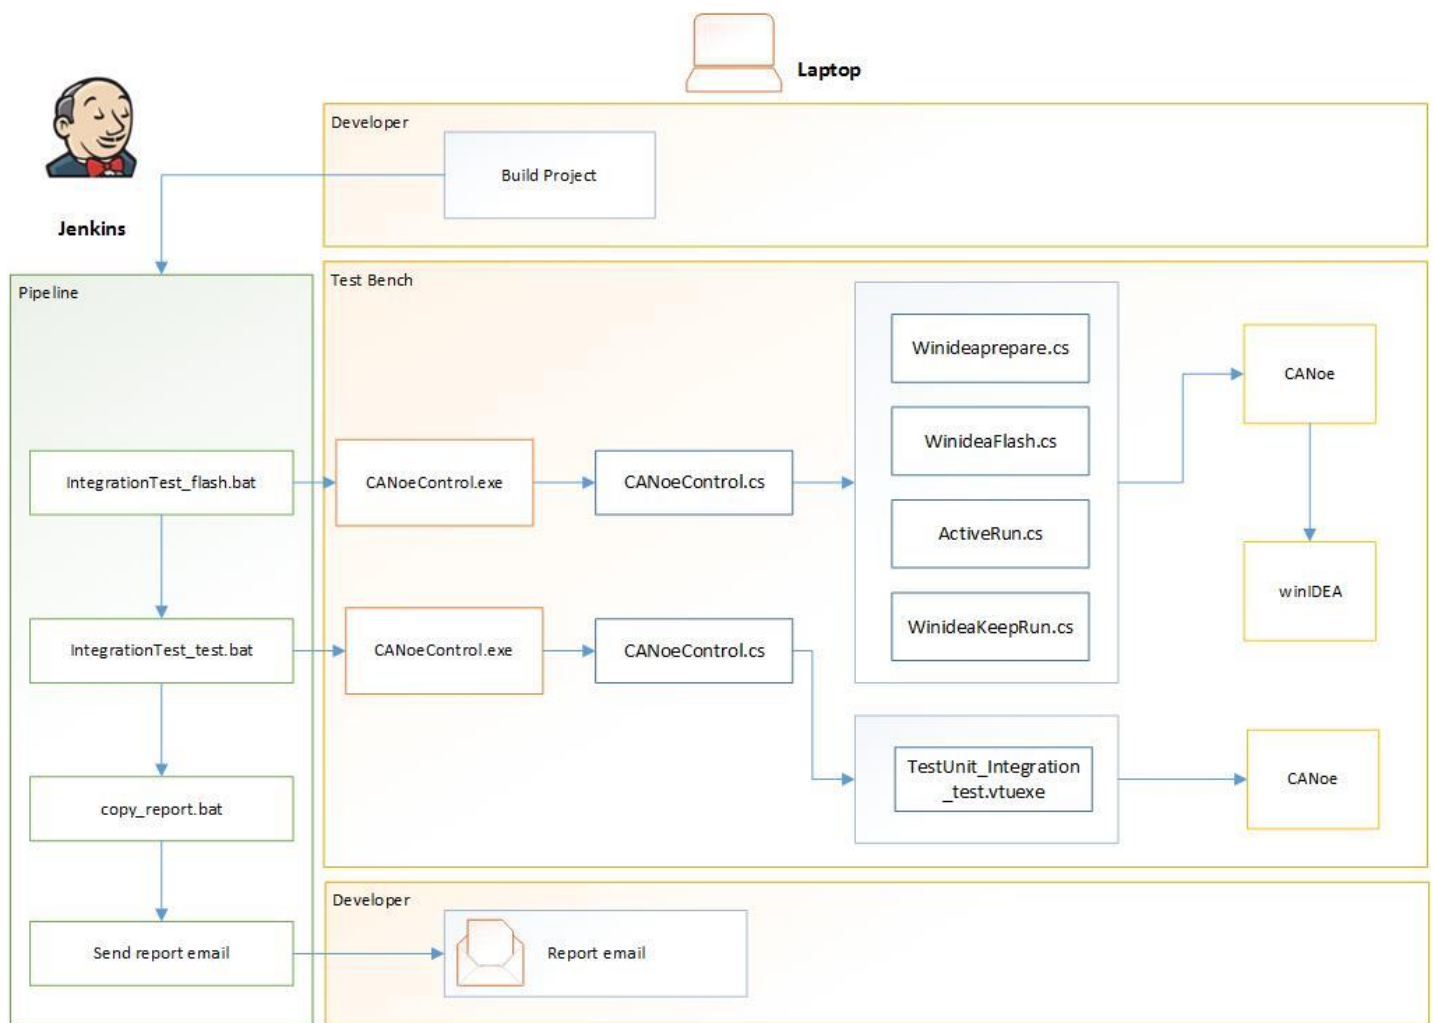 Laptop
Developer
Build Project
Jenkins
Pipeline
Test Bench
Winideaprepare.cs
CANoe
WinideaFlash.cs
IntegrationTest_flash.bat
CANoeControl.exe
CANoeControl.cs
ActiveRun.cs
winIDEA
WinideaKeepRun.cs
IntegrationTest_test.bat
CANoeControl.exe
CANoeControl.cs
TestUnit_Integration
_test.vtuexe
CANoe
copy_report.bat
Developer
Send report email
Report email